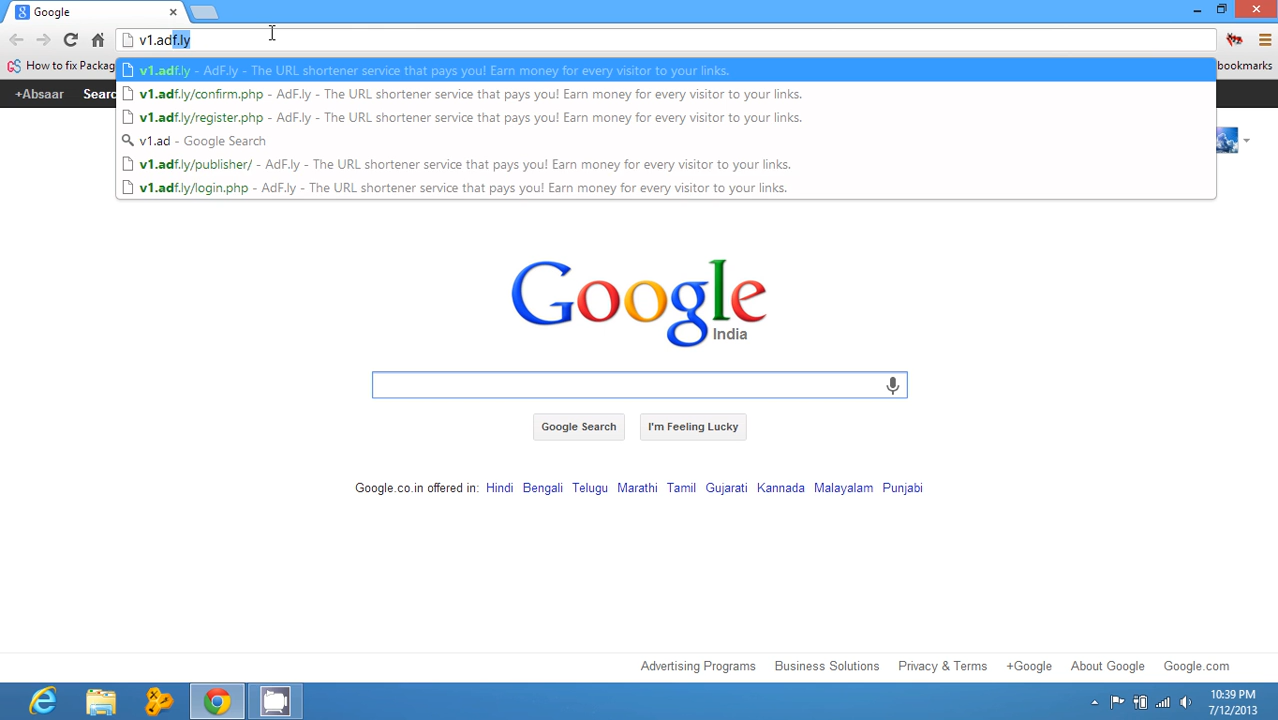 Google
v1.adf.ly
How to fix Packag
ookmarks
v1.adf.ly - AdF.ly - The URL shortener service that pays you! Earn money for every visitor to your links.
v1.adf.ly/confirm.php - AdF.ly - The URL shortener service that pays you! Earn money for every visitor to your links.
v1.adf.ly/register.php - AdF.ly - The URL shortener service that pays you! Earn money for every visitor to your links.
v1.ad - Google Search
v1.adf.ly/publisher/ - AdF.ly - The URL shortener service that pays you! Earn money for every visitor to your links.
v1.adf.ly/login.php - AdF.ly - The URL shortener service that pays you! Earn money for every visitor to your links.
+Absaar Searc
Google
India
Google Search I'm Feeling Lucky
Google.co.in offered in: Hindi Bengali Telugu Marathi Tamil Gujarati Kannada Malayalam Punjabi
Advertising Programs Business Solutions Privacy & Terms +Google About Google Google.com
10:39 PM
7/12/2013